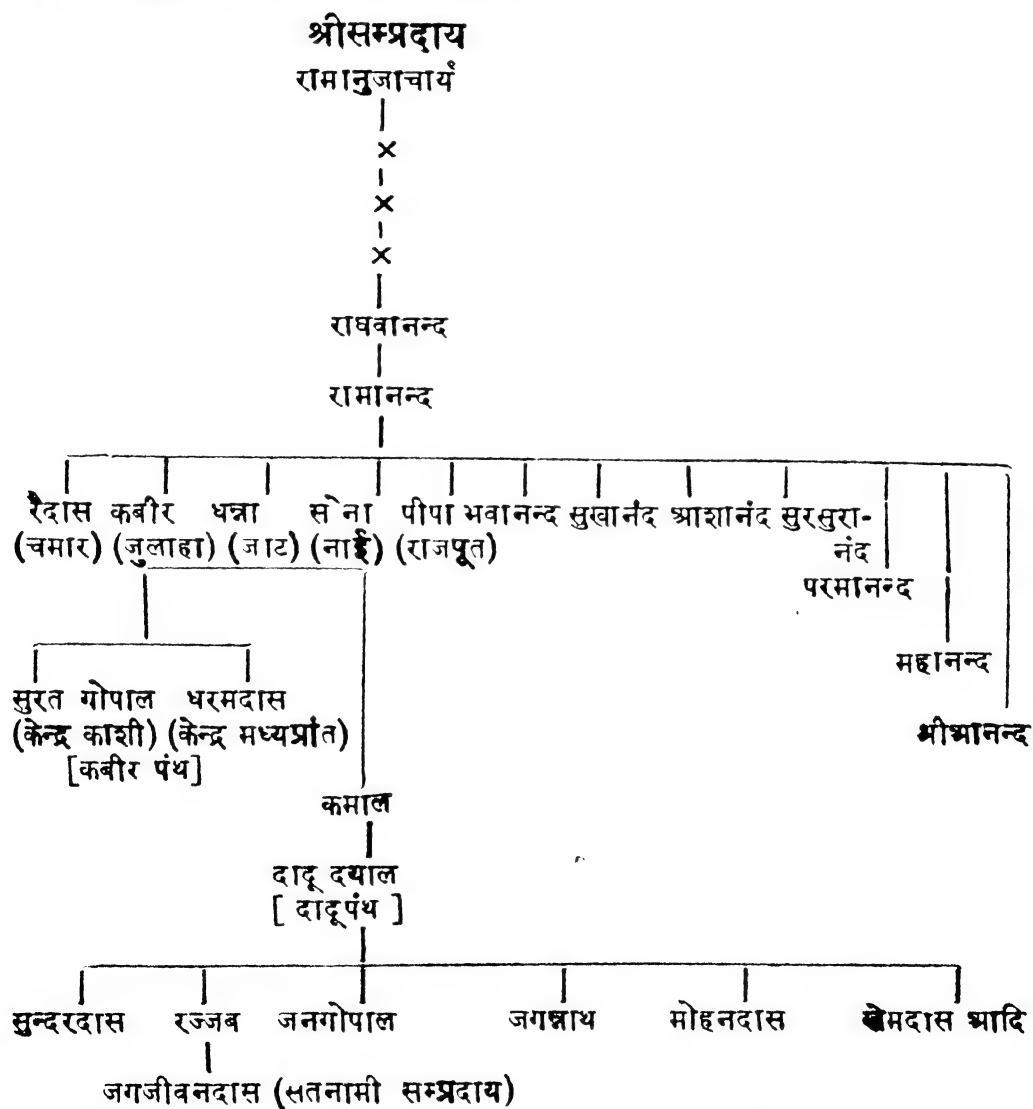 श्रीसम्प्रदाय
रामानुजाचार्य
×
×
×
राघवानन्द
रामानन्द
रैदास कबीर धन्ना सेना पीपा भवानन्द सुखानंद आशानंद सुरसुरा-
(चमार) (जुलाहा) (जाट) (नाई) (राजपूत) नंद
परमानन्द
महानन्द
सुरत गोपाल धरमदास
(केन्द्र काशी) (केन्द्र मध्यप्रांत) श्रीआनन्द
[कबीर पंथ]
कमाल
दादू दयाल
[ दादूपंथ ]
सुन्दरदास रज्जब जनगोपाल जगन्नाथ मोहनदास खेमदास आदि
जगजीवनदास (सतनामी सम्प्रदाय)